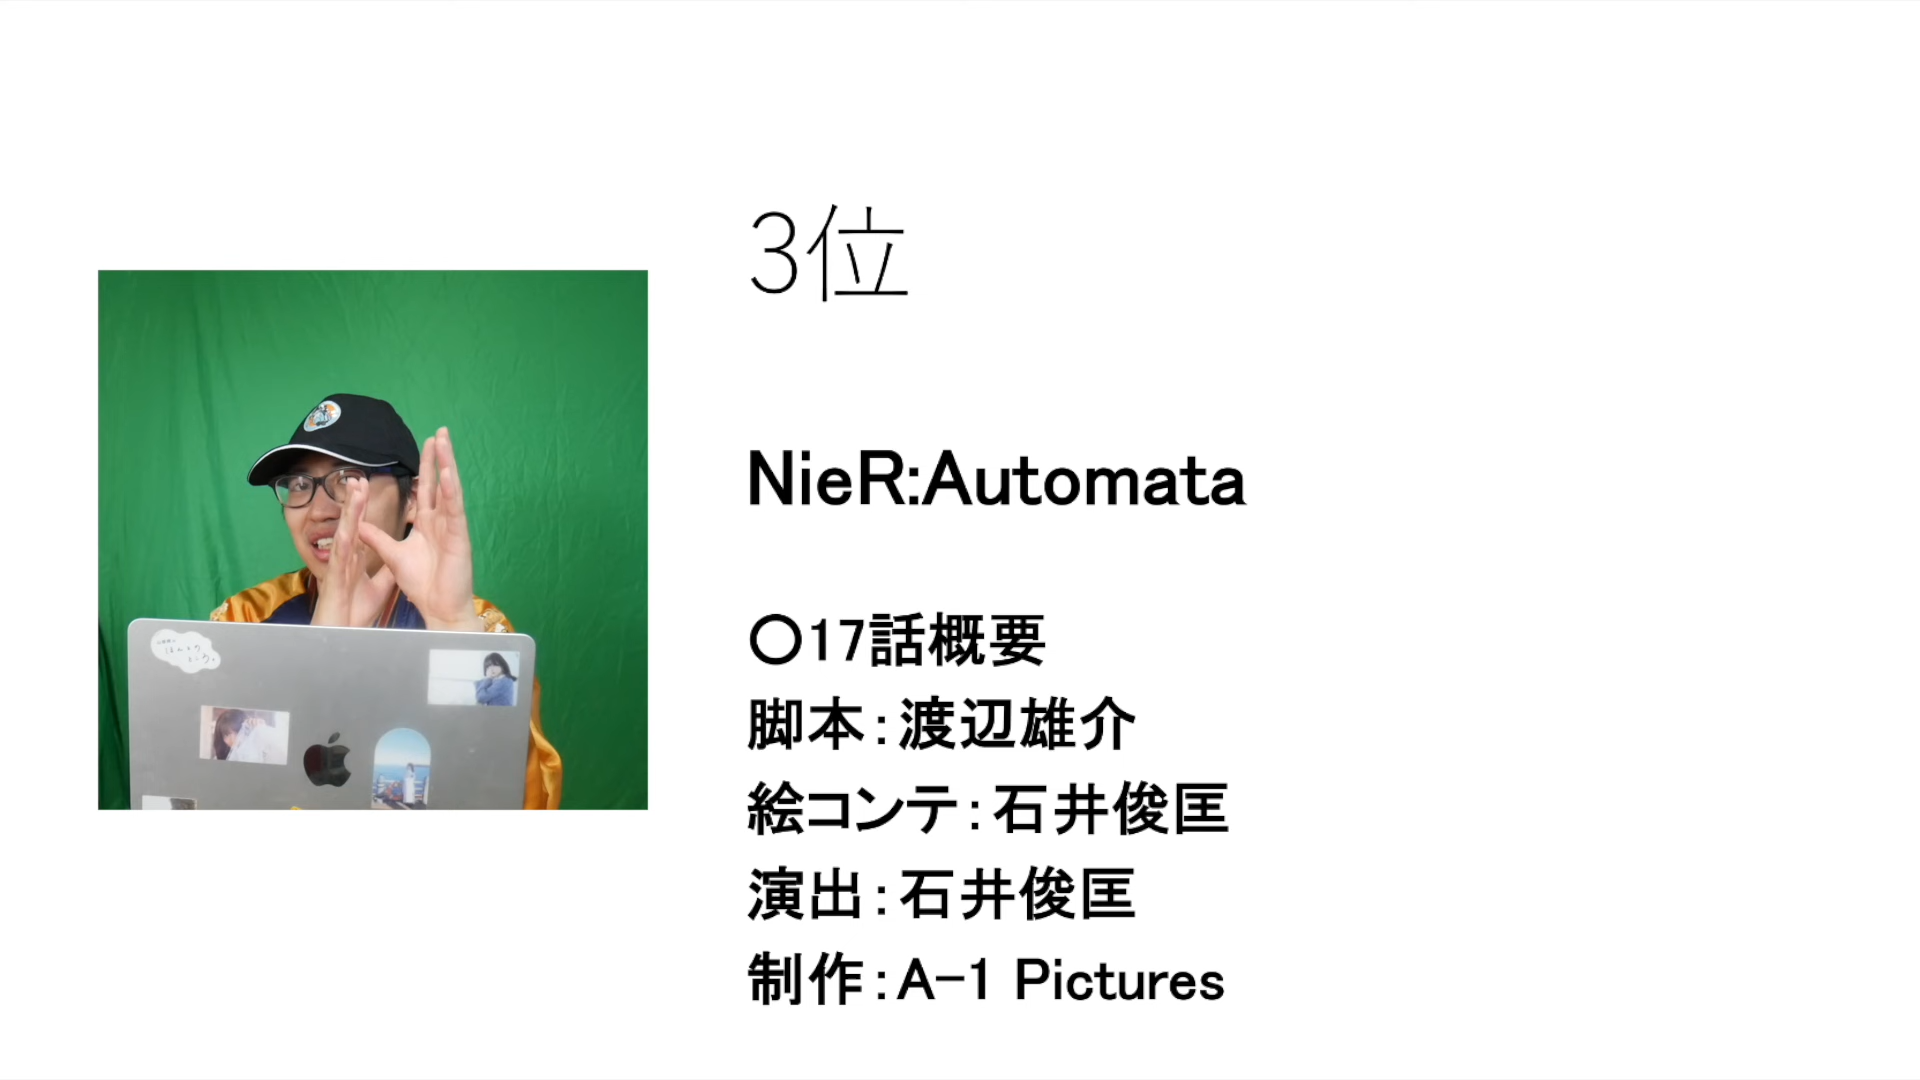 3位
NieR:Automata
〇17話概要
脚本：渡辺雄介
絵コンテ：石井俊匡
演出：石井俊匡
制作：A-1 Pictures